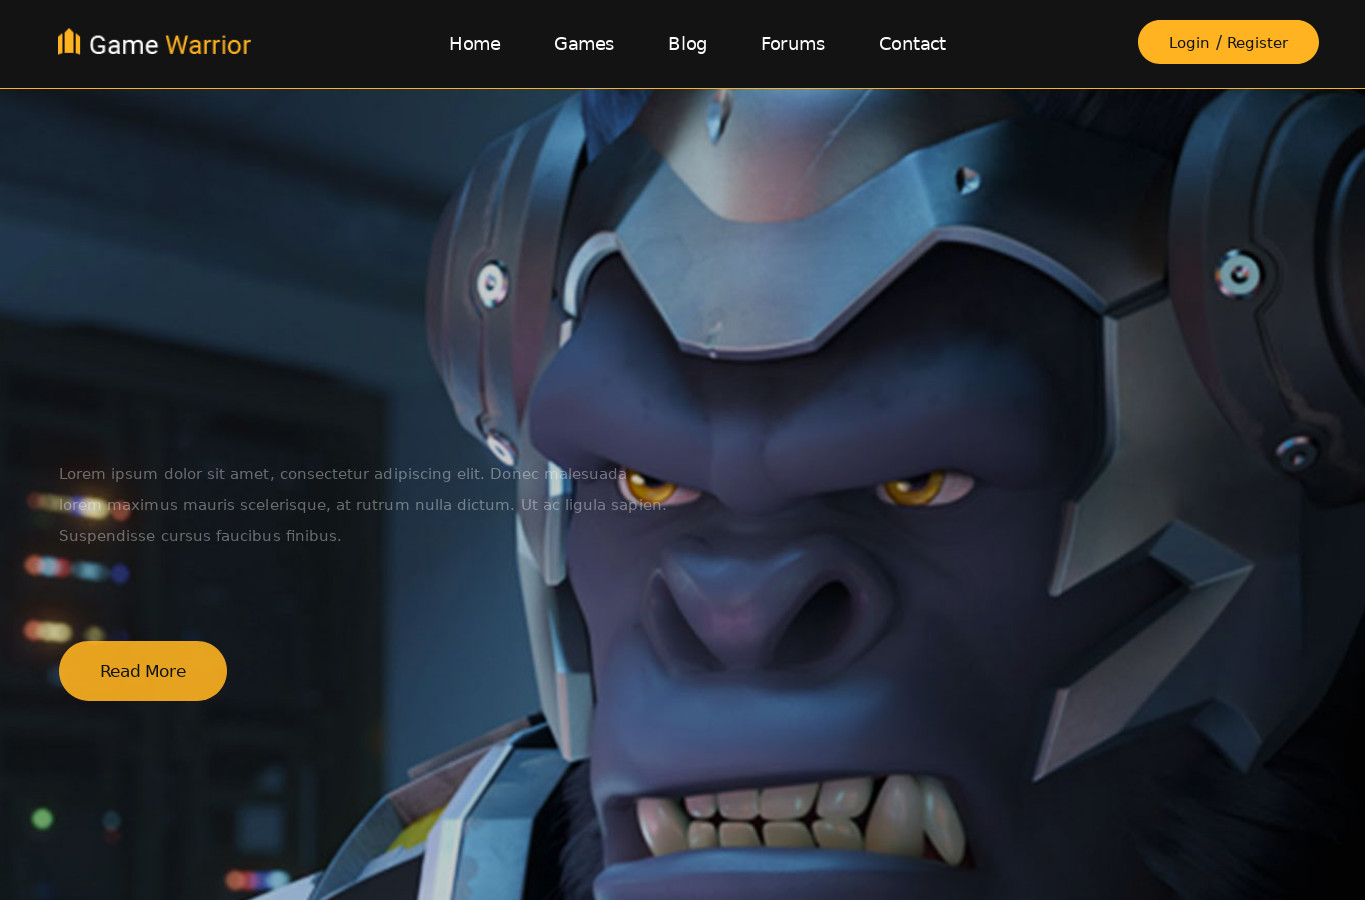 Game Warrior
Home
Games
Blog
Forums
Contact
Login / Register
Lorem ipsum dolor sit amet, consectetur adipiscing elit. Donec malesuada
lorem maximus mauris scelerisque, at rutrum nulla dictum. Ut ac ligula sapien.
Suspendisse cursus faucibus finibus.
Read More